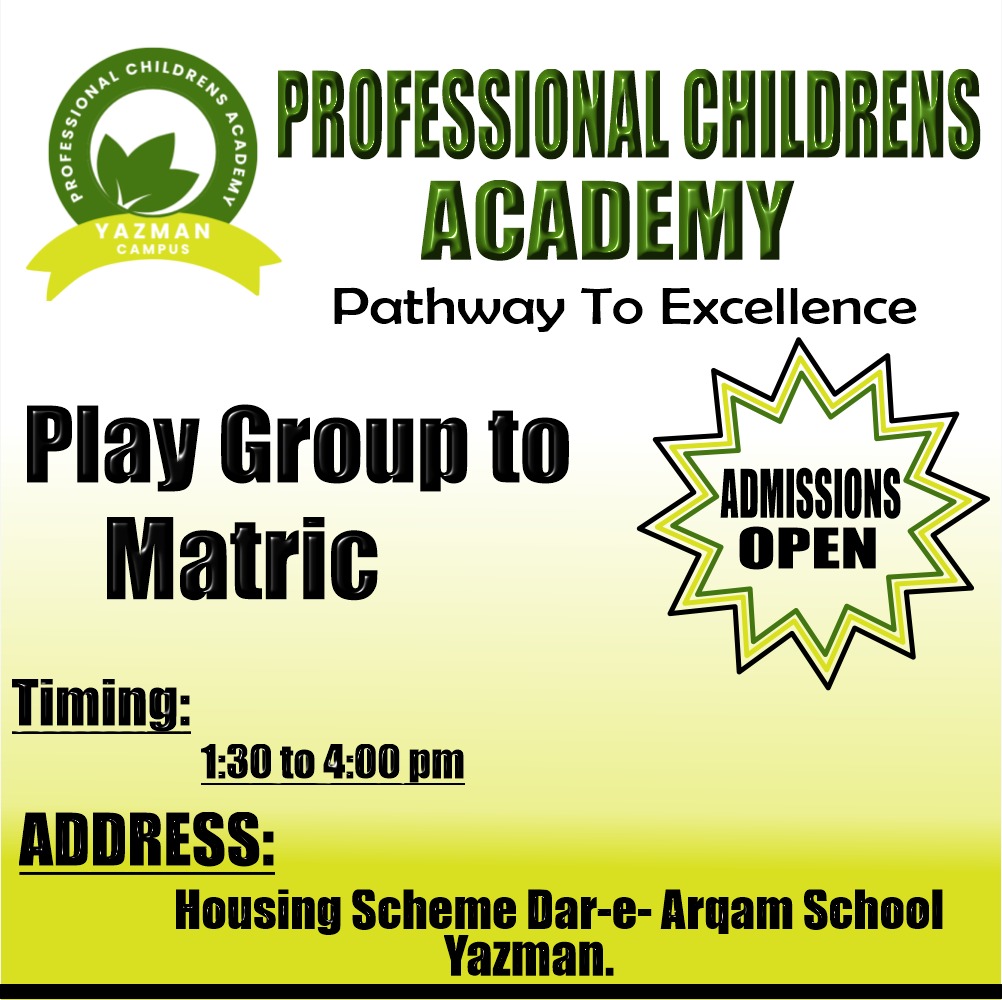 PROFESSIONAL CHILDRENS ACADEMY
YAZMAN
CAMPUS
PROFESSIONAL CHILDRENS
ACADEMY
Pathway To Excellence
Play Group to
Matric
ADMISSIONS
OPEN
Timing:
1:30 to 4:00 pm
ADDRESS:
Housing Scheme Dar-e- Arqam School
Yazman.